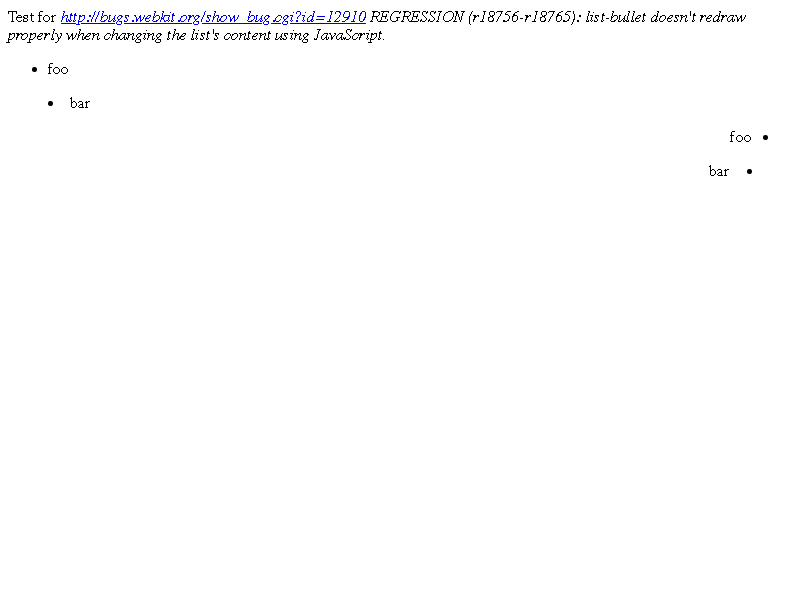 Test for http://bugs.webkit.org/show_bug.cgi?id=12910 REGRESSION (r18756-r18765): list-bullet doesn't redraw
properly when changing the list's content using JavaScript.
• foo
• bar
foo •
bar •